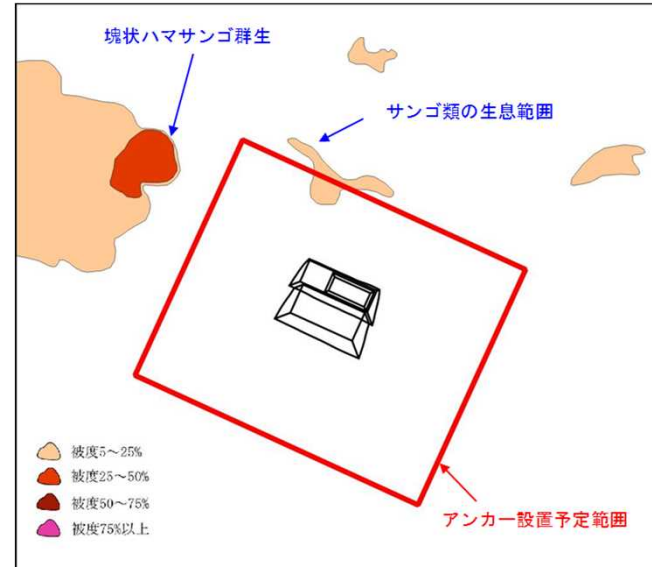 塊状ハマサンゴ群生
サンゴ類の生息範囲
被度5～25%
被度25～50%
被度50～75%
被度75%以上
アンカー設置予定範囲